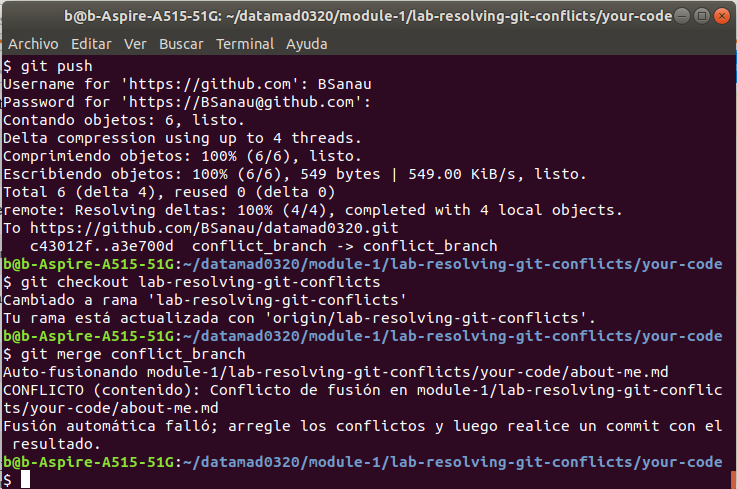 b@b-Aspire-A515-51G: ~/datamad0320/module-1/lab-resolving-git-conflicts/your-code
Archivo Editar Ver Buscar Terminal Ayuda
$ git push
Username for 'https://github.com': BSanau
Password for 'https://BSanau@github.com':
Contando objetos: 6, listo.
Delta compression using up to 4 threads.
Comprimiendo objetos: 100% (6/6), listo.
Escribiendo objetos: 100% (6/6), 549 bytes | 549.00 KiB/s, listo.
Total 6 (delta 4), reused 0 (delta 0)
remote: Resolving deltas: 100% (4/4), completed with 4 local objects.
To https://github.com/BSanau/datamad0320.git
   c43012f..a3e700d  conflict_branch -> conflict_branch
b@b-Aspire-A515-51G:~/datamad0320/module-1/lab-resolving-git-conflicts/your-code
$ git checkout lab-resolving-git-conflicts
Cambiado a rama 'lab-resolving-git-conflicts'
Tu rama está actualizada con 'origin/lab-resolving-git-conflicts'.
b@b-Aspire-A515-51G:~/datamad0320/module-1/lab-resolving-git-conflicts/your-code
$ git merge conflict_branch
Auto-fusionando module-1/lab-resolving-git-conflicts/your-code/about-me.md
CONFLICTO (contenido): Conflicto de fusión en module-1/lab-resolving-git-conflic
ts/your-code/about-me.md
Fusión automática falló; arregle los conflictos y luego realice un commit con el
 resultado.
b@b-Aspire-A515-51G:~/datamad0320/module-1/lab-resolving-git-conflicts/your-code
$